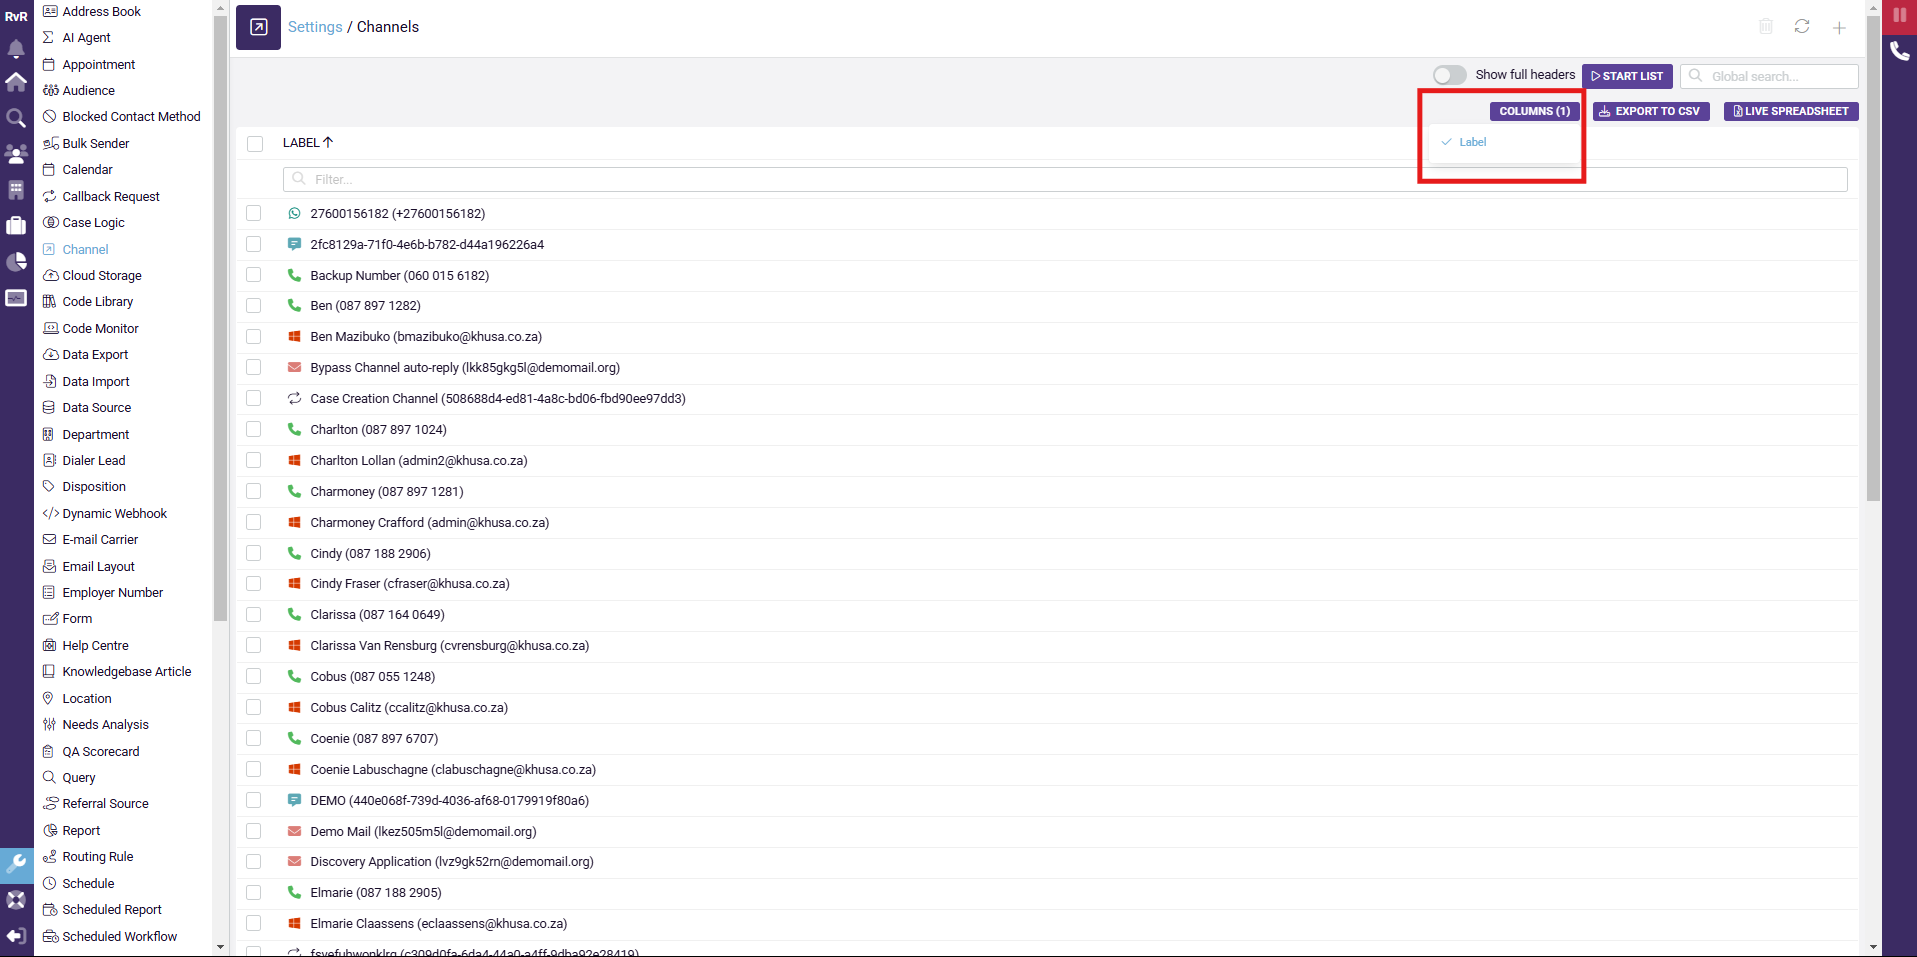 RvR
Address Book
AI Agent
Appointment
Audience
Blocked Contact Method
Bulk Sender
Calendar
Callback Request
Case Logic
Channel
Cloud Storage
Code Library
Code Monitor
Data Export
Data Import
Data Source
Department
Dialer Lead
Disposition
Dynamic Webhook
E-mail Carrier
Email Layout
Employer Number
Form
Help Centre
Knowledgebase Article
Location
Needs Analysis
QA Scorecard
Query
Referral Source
Report
Routing Rule
Schedule
Scheduled Report
Scheduled Workflow
Settings / Channels
Show full headers
START LIST
Global search...
COLUMNS (1)
EXPORT TO CSV
LIVE SPREADSHEET
Label
LABEL
Filter...
27600156182 (+27600156182)
2fc8129a-71f0-4e6b-b782-d44a196226a4
Backup Number (060 015 6182)
Ben (087 897 1282)
Ben Mazibuko (bmazibuko@khusa.co.za)
Bypass Channel auto-reply (lkk85gkg5l@demomail.org)
Case Creation Channel (508688d4-ed81-4a8c-bd06-fbd90ee97dd3)
Charlton (087 897 1024)
Charlton Lollan (admin2@khusa.co.za)
Charmoney (087 897 1281)
Charmoney Crafford (admin@khusa.co.za)
Cindy (087 188 2906)
Cindy Fraser (cfraser@khusa.co.za)
Clarissa (087 164 0649)
Clarissa Van Rensburg (cvrensburg@khusa.co.za)
Cobus (087 055 1248)
Cobus Calitz (ccalitz@khusa.co.za)
Coenie (087 897 6707)
Coenie Labuschagne (clabuschagne@khusa.co.za)
DEMO (440e068f-739d-4036-af68-0179919f80a6)
Demo Mail (lkez505m5l@demomail.org)
Discovery Application (lvz9gk52rn@demomail.org)
Elmarie (087 188 2905)
Elmarie Claassens (eclaassens@khusa.co.za)